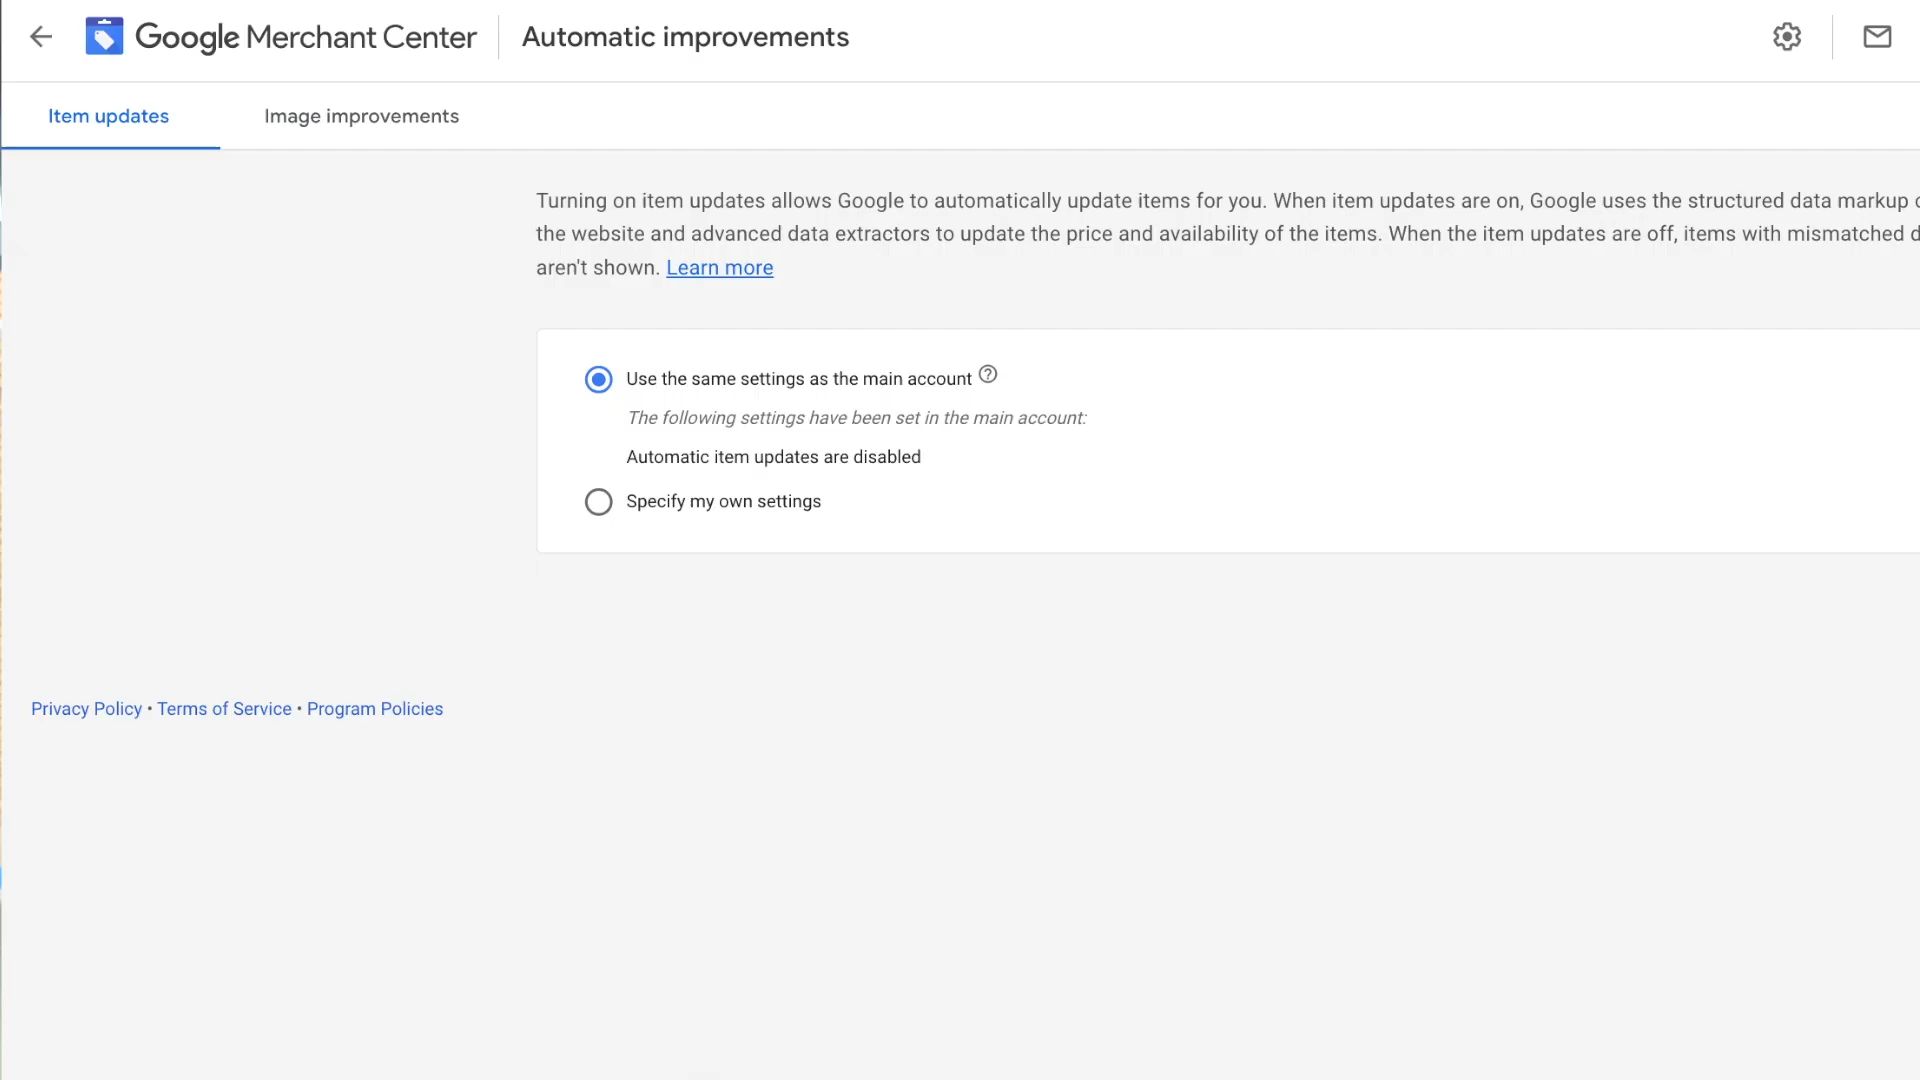 Google Merchant Center
Automatic improvements
Item updates
Image improvements
Turning on item updates allows Google to automatically update items for you. When item updates are on, Google uses the structured data markup
the website and advanced data extractors to update the price and availability of the items. When the item updates are off, items with mismatched
aren't shown. Learn more
Use the same settings as the main account
The following settings have been set in the main account:
Automatic item updates are disabled
Specify my own settings
Privacy Policy • Terms of Service • Program Policies